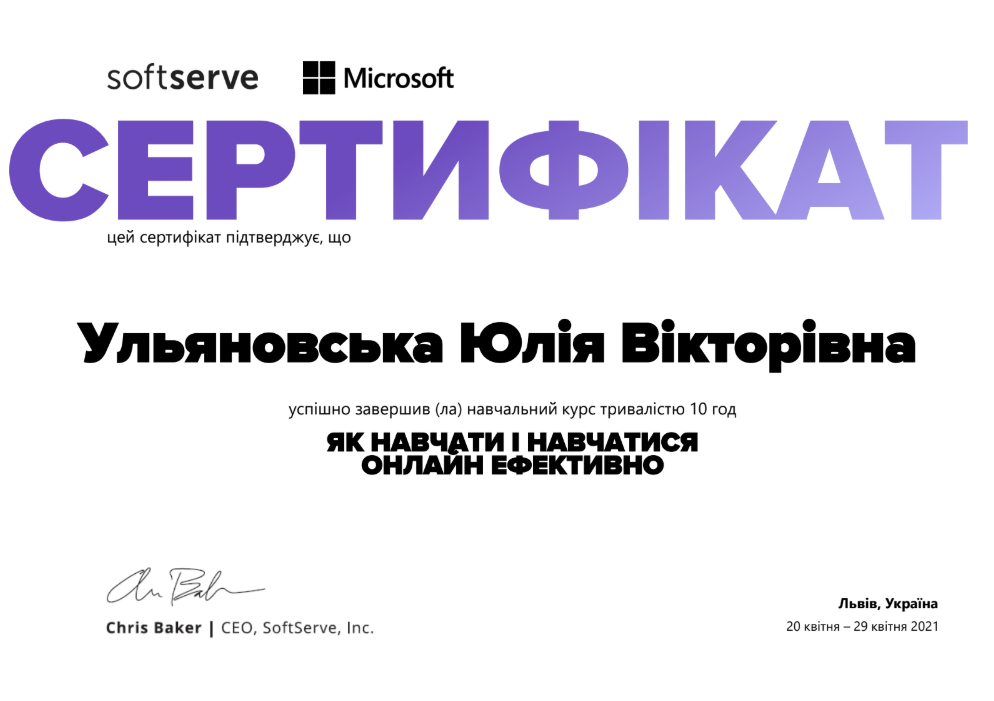 softserve Microsoft
СЕРТИФІКАТ
цей сертифікат підтверджує, що
Ульяновська Юлія Вікторівна
успішно завершив (ла) навчальний курс тривалістю 10 год
ЯК НАВЧАТИ І НАВЧАТИСЯ
ОНЛАЙН ЕФЕКТИВНО
Chris Baker | CEO, SoftServe, Inc.
Львів, Україна
20 квітня – 29 квітня 2021